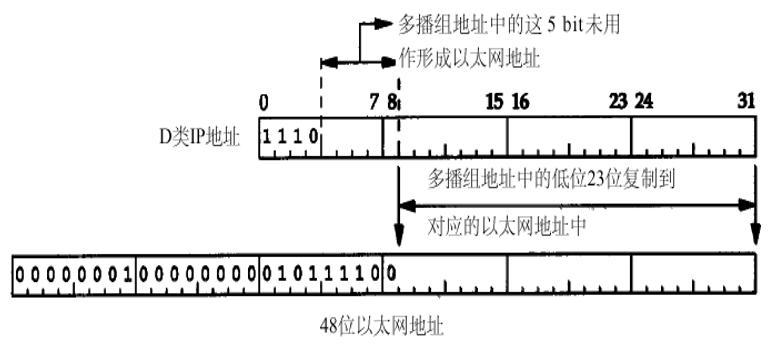 多播组地址中的这 5 bit未用
作形成以太网地址
0 7 8 15 16 23 24 31
D类IP地址 1 1 1 0
多播组地址中的低位23位复制到
对应的以太网地址中
0 0 0 0 0 0 0 1 0 0 0 0 0 0 0 0 0 1 0 1 1 1 1 0 0
48位以太网地址